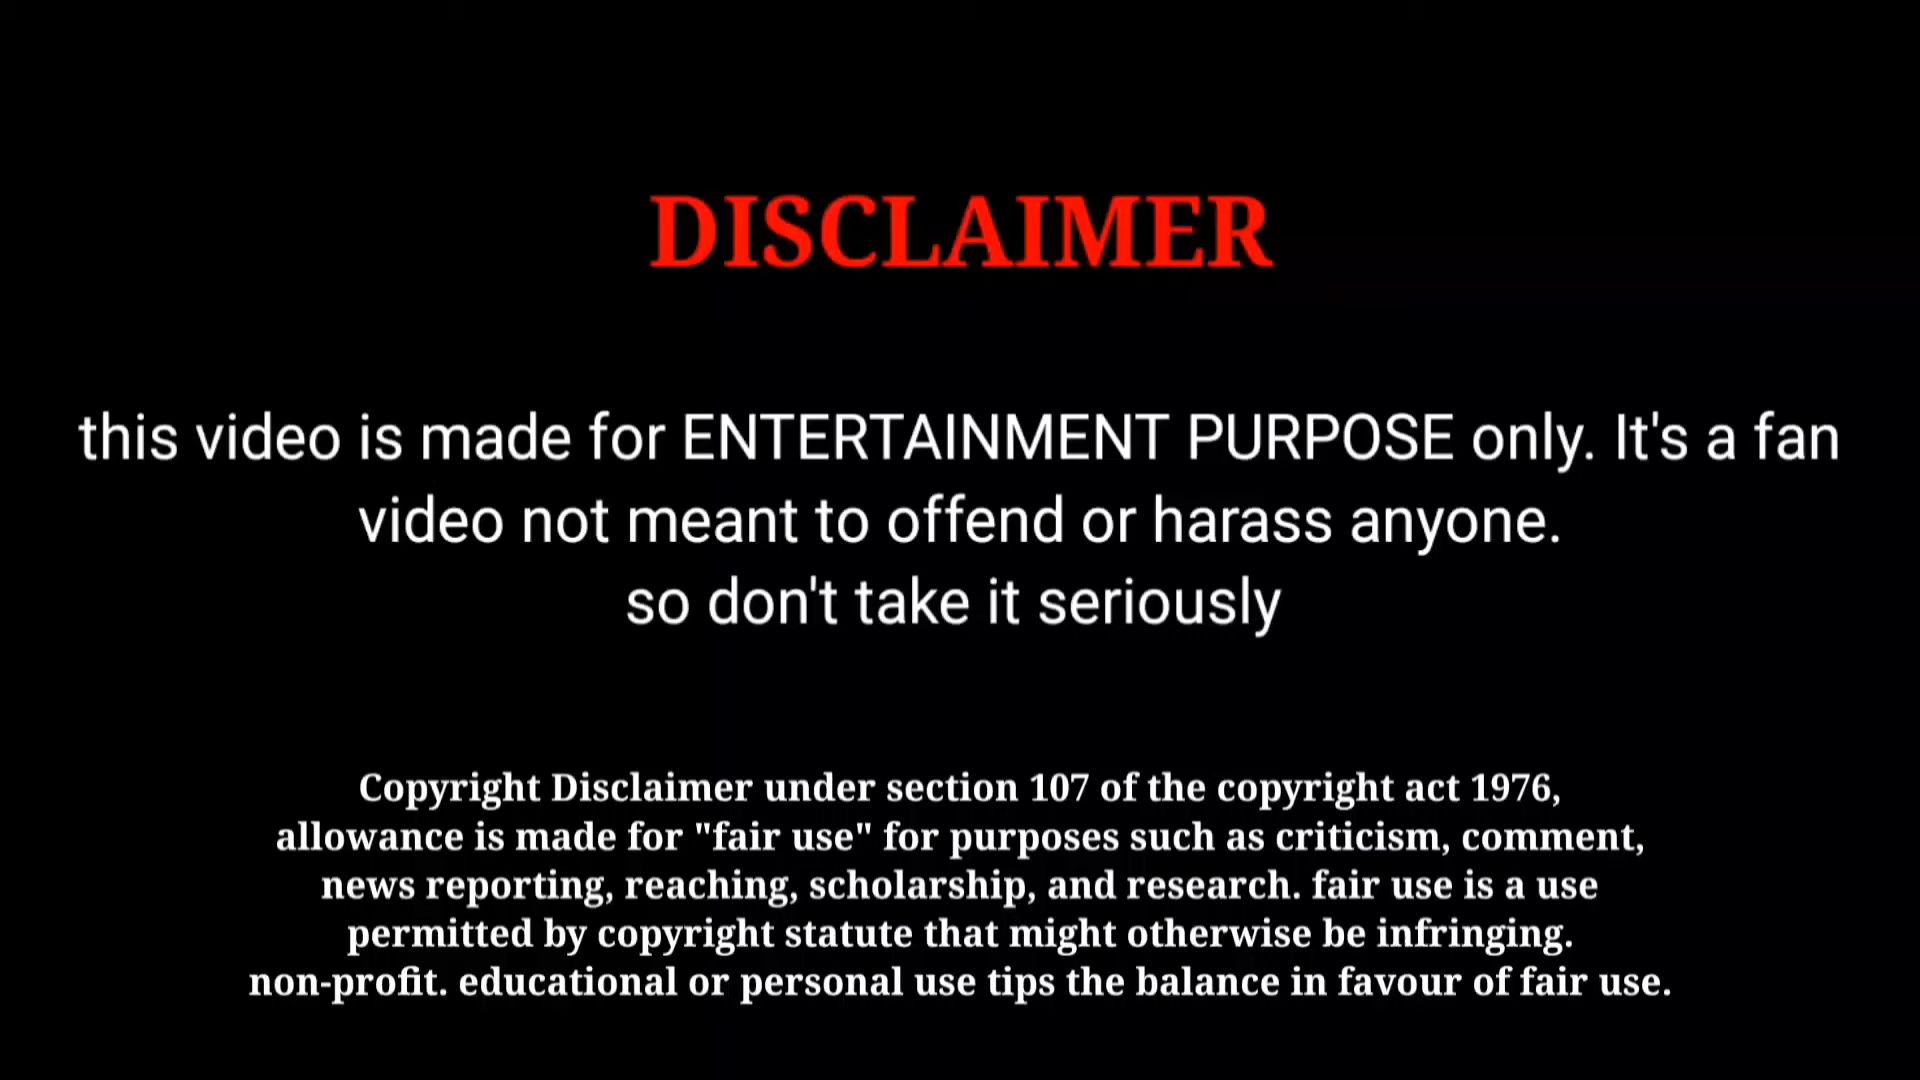 DISCLAIMER
this video is made for ENTERTAINMENT PURPOSE only. It's a fan
video not meant to offend or harass anyone.
so don't take it seriously
Copyright Disclaimer under section 107 of the copyright act 1976,
allowance is made for "fair use" for purposes such as criticism, comment,
news reporting, reaching, scholarship, and research. fair use is a use
permitted by copyright statute that might otherwise be infringing.
non-profit. educational or personal use tips the balance in favour of fair use.